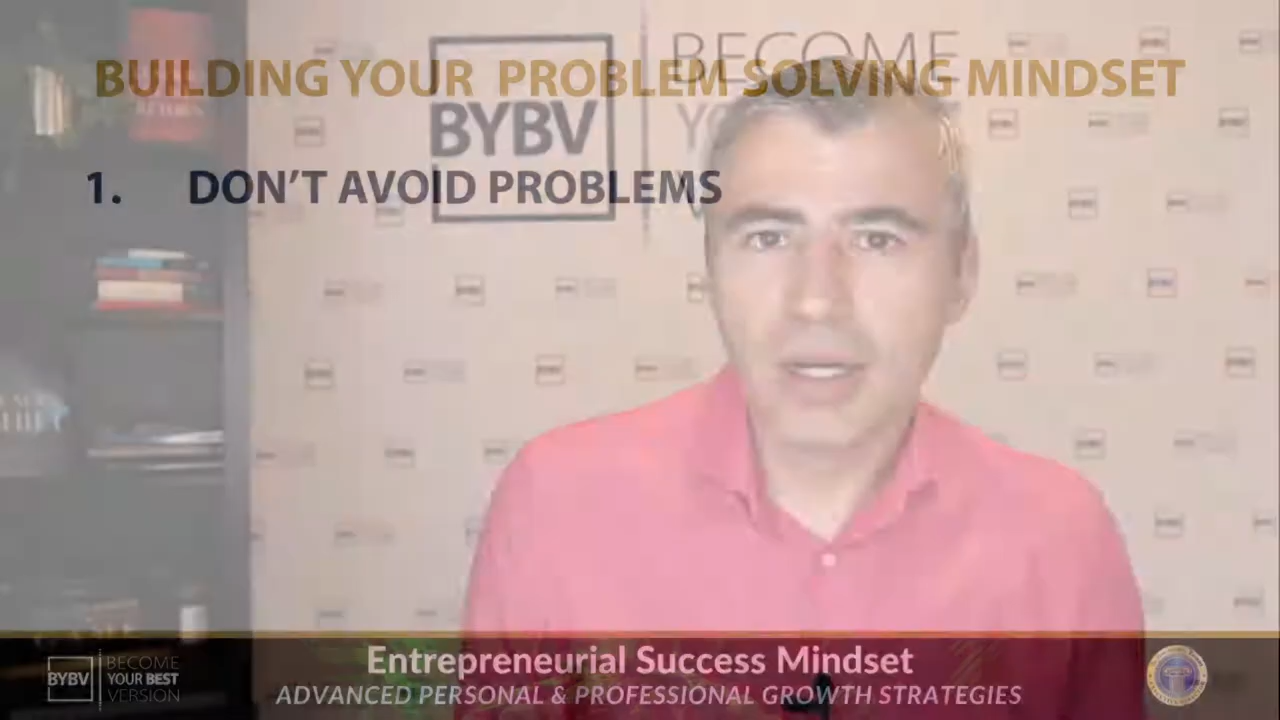 BUILDING YOUR PROBLEM SOLVING MINDSET
1. DON'T AVOID PROBLEMS
BYBV
BECOME
Entrepreneurial Success Mindset
ADVANCED PERSONAL & PROFESSIONAL GROWTH STRATEGIES
BYBV
BECOME
YOUR BEST
VERSION